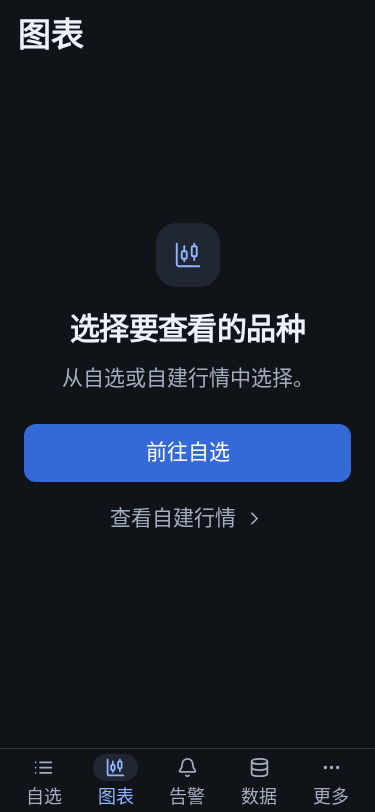 图表
选择要查看的品种
从自选或自建行情中选择。
前往自选
查看自建行情
自选
图表
告警
数据
更多